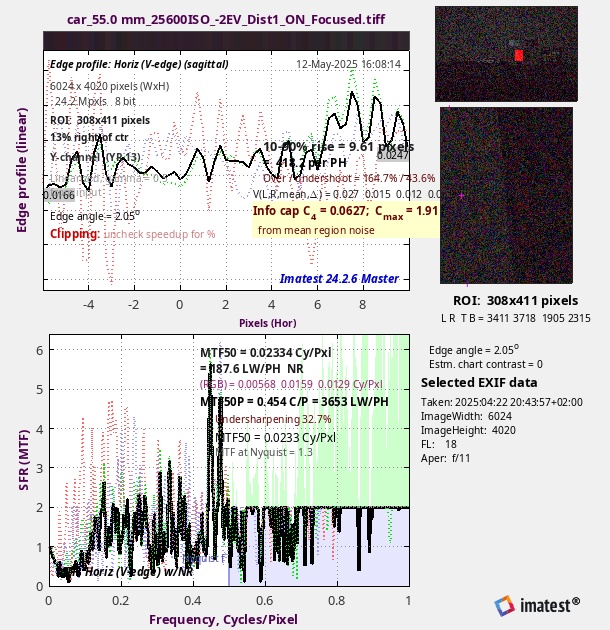 car_55.0 mm_25600ISO_-2EV_Dist1_ON_Focused.tiff
Edge profile: Horiz (V-edge) (sagittal)
12-May-2025 16:08:14
6024 x 4020 pixels (WxH)
24.2 Mpxls 8 bit
ROI: 308x411 pixels
13% right of ctr
Y-channel (YP-13)
10-90% rise = 9.61 pixels
= 418.2 per PH
0.0247
Over/undershoot = 164.7% / 43.6%
0.0166
V(L,R,mean,Δ) = 0.027 0.015 0.012 0.0
Edge angle = 2.05°
Info cap C4 = 0.0627; Cmax = 1.91
from mean region noise
Clipping: uncheck speedup for %
Imatest 24.2.6 Master
Edge profile (linear)
-4 -2 0 2 4 6 8
Pixels (Hor)
ROI: 308x411 pixels
L R T B = 3411 3718 1905 2315
Edge angle = 2.05°
Estm. chart contrast = 0
Selected EXIF data
Taken: 2025:04:22 20:43:57+02:00
ImageWidth: 6024
ImageHeight: 4020
FL: 18
Aper: f/11
MTF50 = 0.02334 Cy/Pxl
= 187.6 LW/PH NR
(RGB) = 0.00568 0.0159 0.0129 Cy/Pxl
MTF50P = 0.454 C/P = 3653 LW/PH
Undersharpening 32.7%
MTF50 = 0.0233 Cy/Pxl
MTF at Nyquist = 1.3
Horiz (V-edge) w/NR
SFR (MTF)
6
5
4
3
2
1
0
0 0.2 0.4 0.6 0.8 1
Frequency, Cycles/Pixel
imatest®